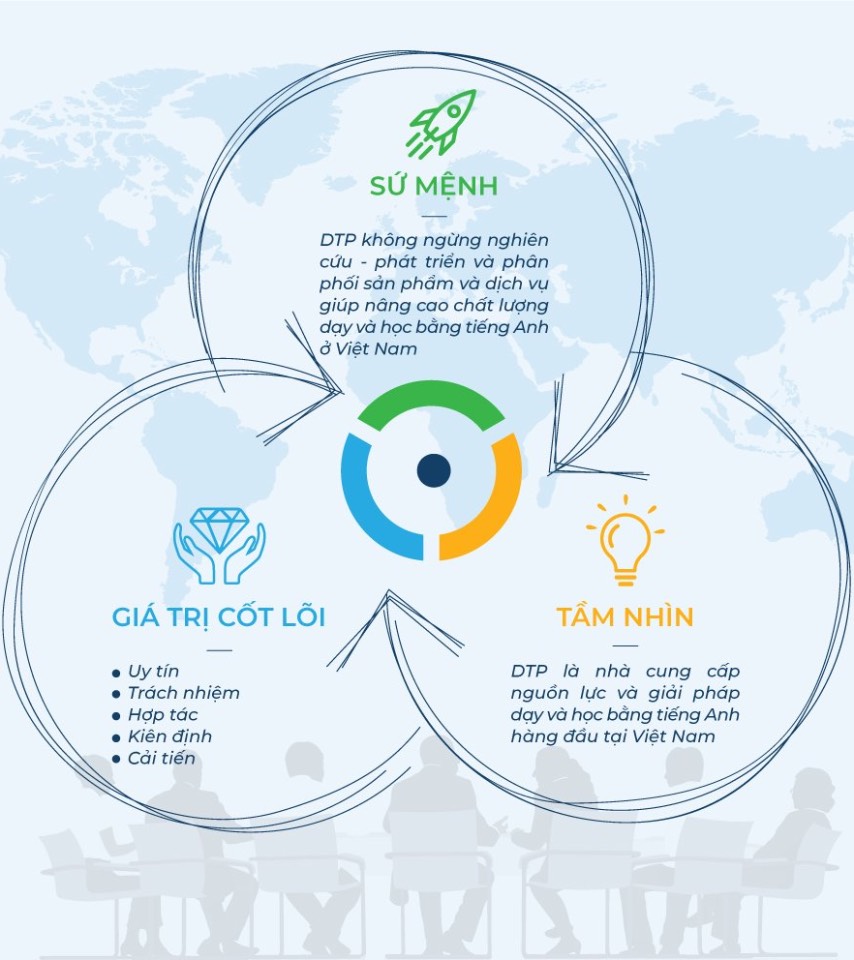 SỨ MỆNH
DTP không ngừng nghiên
cứu - phát triển và phân
phối sản phẩm và dịch vụ
giúp nâng cao chất lượng
dạy và học bằng tiếng Anh
ở Việt Nam
GIÁ TRỊ CỐT LÕI
● Uy tín
● Trách nhiệm
● Hợp tác
● Kiên định
● Cải tiến
TẦM NHÌN
DTP là nhà cung cấp
nguồn lực và giải pháp
dạy và học bằng tiếng Anh
hàng đầu tại Việt Nam